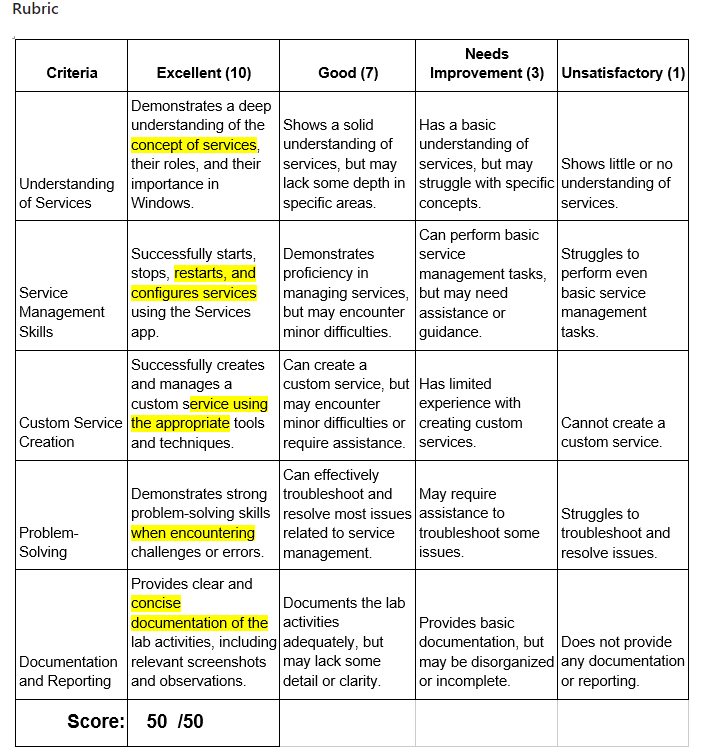 Rubric
Criteria
Excellent (10)
Good (7)
Needs
Improvement (3)
Unsatisfactory (1)
Understanding
of Services
Demonstrates a deep
understanding of the
concept of services,
their roles, and their
importance in
Windows.
Shows a solid
understanding of
services, but may
lack some depth in
specific areas.
Has a basic
understanding of
services, but may
struggle with specific
concepts.
Shows little or no
understanding of
services.
Service
Management
Skills
Successfully starts,
stops, restarts, and
configures services
using the Services
app.
Demonstrates
proficiency in
managing services,
but may encounter
minor difficulties.
Can perform basic
service
management tasks,
but may need
assistance or
guidance.
Struggles to
perform even
basic service
management
tasks.
Custom Service
Creation
Successfully creates
and manages a
custom service using
the appropriate tools
and techniques.
Can create a
custom service, but
may encounter
minor difficulties or
require assistance.
Has limited
experience with
creating custom
services.
Cannot create a
custom service.
Problem-
Solving
Demonstrates strong
problem-solving skills
when encountering
challenges or errors.
Can effectively
troubleshoot and
resolve most issues
related to service
management.
May require
assistance to
troubleshoot some
issues.
Struggles to
troubleshoot and
resolve issues.
Documentation
and Reporting
Provides clear and
concise
documentation of the
lab activities, including
relevant screenshots
and observations.
Documents the lab
activities
adequately, but
may lack some
detail or clarity.
Provides basic
documentation, but
may be disorganized
or incomplete.
Does not provide
any documentation
or reporting.
Score:
50 /50